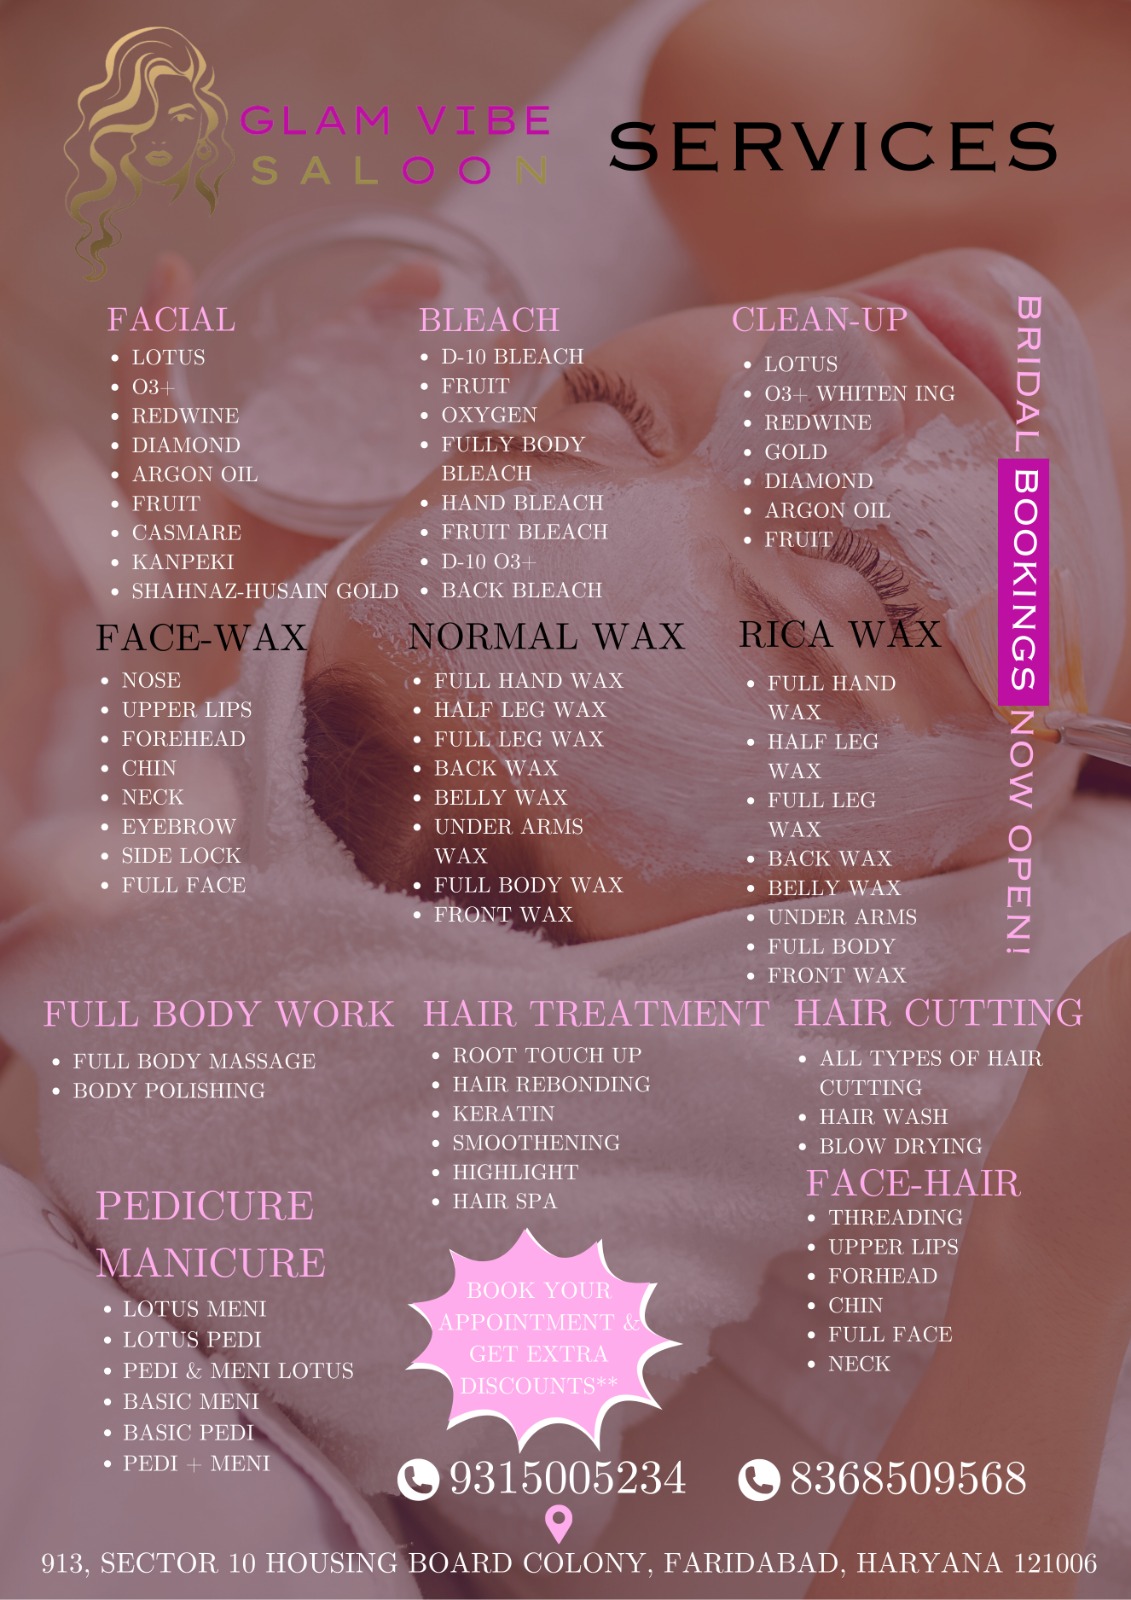 GLAM VIBE
SALOON
SERVICES
FACIAL
LOTUS
O3+
REDWINE
DIAMOND
ARGON OIL
FRUIT
CASMARE
KANPEKI
SHAHNAZ-HUSAIN GOLD
BLEACH
D-10 BLEACH
FRUIT
OXYGEN
FULLY BODY
BLEACH
HAND BLEACH
FRUIT BLEACH
D-10 O3+
BACK BLEACH
CLEAN-UP
LOTUS
O3+ WHITEN ING
REDWINE
GOLD
DIAMOND
ARGON OIL
FRUIT
BRIDAL BOOKINGS NOW OPEN!
FACE-WAX
NOSE
UPPER LIPS
FOREHEAD
CHIN
NECK
EYEBROW
SIDE LOCK
FULL FACE
NORMAL WAX
FULL HAND WAX
HALF LEG WAX
FULL LEG WAX
BACK WAX
BELLY WAX
UNDER ARMS
WAX
FULL BODY WAX
FRONT WAX
RICA WAX
FULL HAND
WAX
HALF LEG
WAX
FULL LEG
WAX
BACK WAX
BELLY WAX
UNDER ARMS
FULL BODY
FRONT WAX
FULL BODY WORK
FULL BODY MASSAGE
BODY POLISHING
HAIR TREATMENT
ROOT TOUCH UP
HAIR REBONDING
KERATIN
SMOOTHENING
HIGHLIGHT
HAIR SPA
HAIR CUTTING
ALL TYPES OF HAIR
CUTTING
HAIR WASH
BLOW DRYING
FACE-HAIR
THREADING
UPPER LIPS
FORHEAD
CHIN
FULL FACE
NECK
PEDICURE
MANICURE
LOTUS MENI
LOTUS PEDI
PEDI & MENI LOTUS
BASIC MENI
BASIC PEDI
PEDI + MENI
BOOK YOUR
APPOINTMENT &
GET EXTRA
DISCOUNTS**
9315005234
8368509568
913, SECTOR 10 HOUSING BOARD COLONY, FARIDABAD, HARYANA 121006